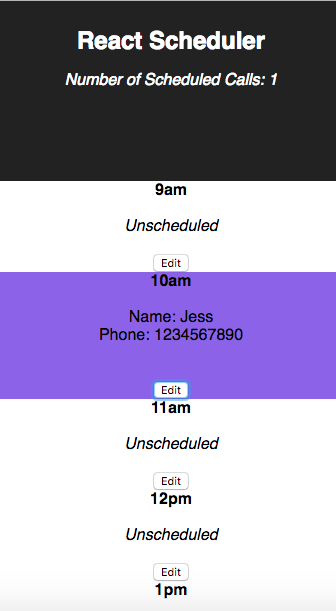 React Scheduler
Number of Scheduled Calls: 1
9am
Unscheduled
Edit
10am
Name: Jess
Phone: 1234567890
Edit
11am
Unscheduled
Edit
12pm
Unscheduled
Edit
1pm